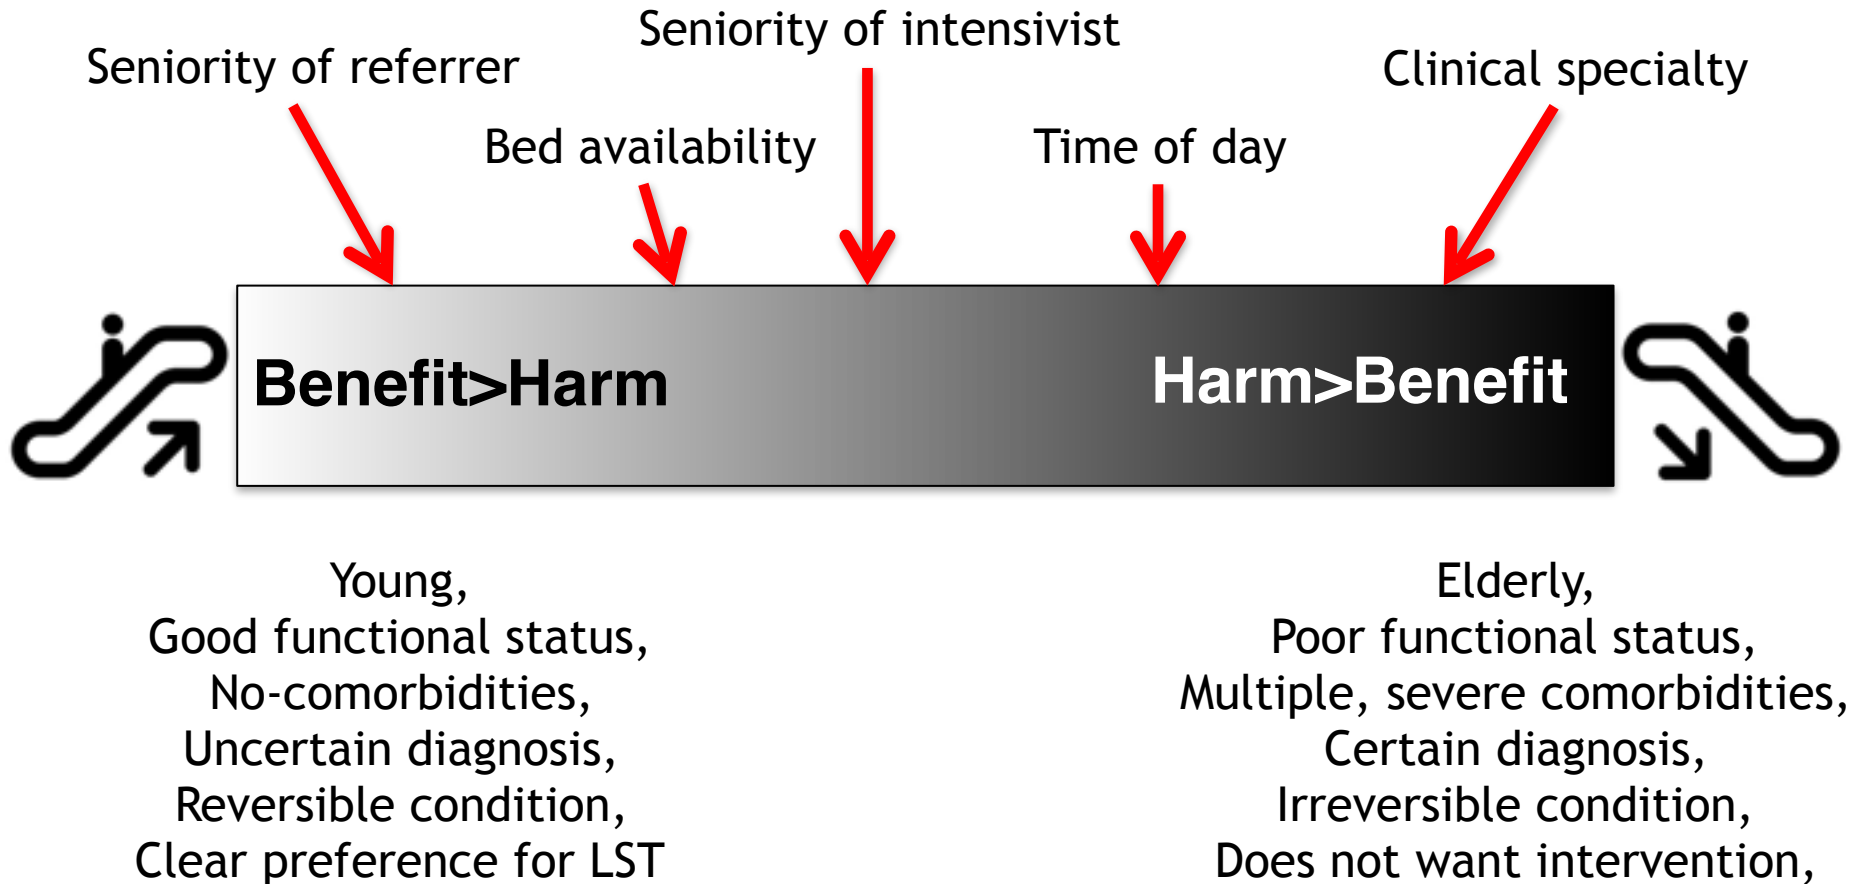 Seniority of intensivist
Seniority of referrer
Clinical specialty
Bed availability
Time of day
Benefit>Harm
Harm>Benefit
Young,
Good functional status,
No-comorbidities,
Uncertain diagnosis,
Reversible condition,
Clear preference for LST
Elderly,
Poor functional status,
Multiple, severe comorbidities,
Certain diagnosis,
Irreversible condition,
Does not want intervention,